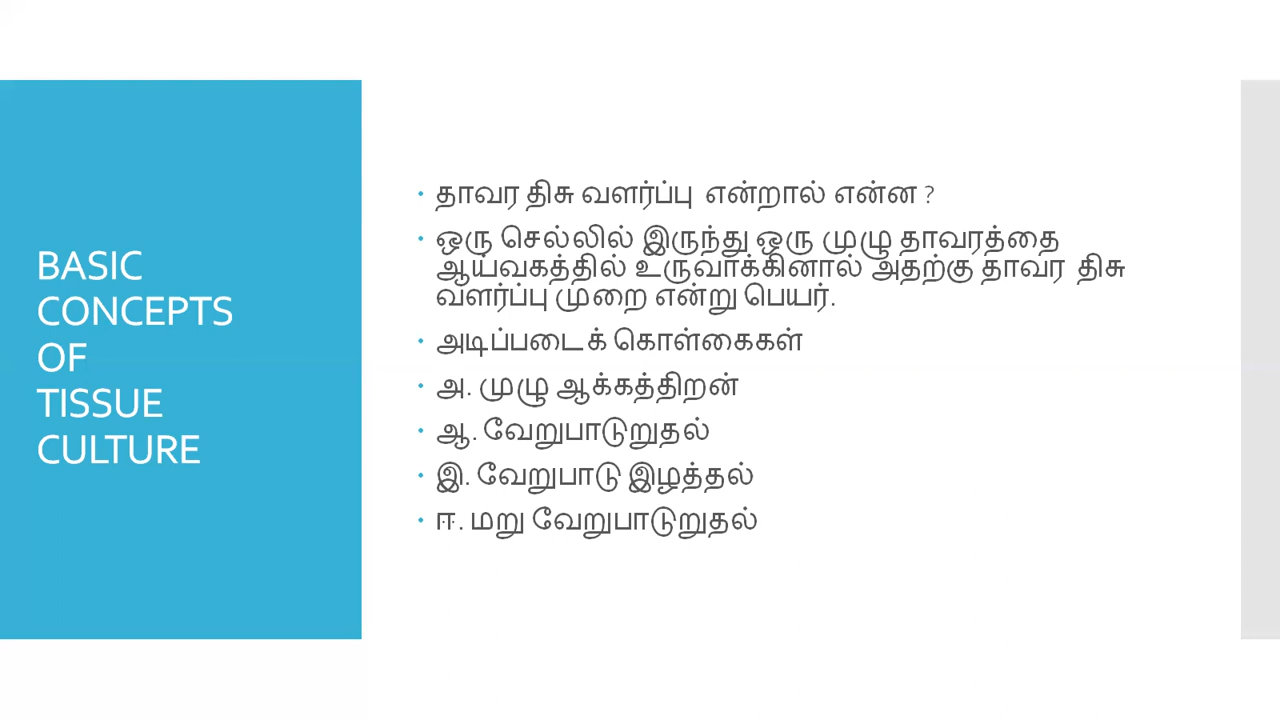 BASIC
CONCEPTS
OF
TISSUE
CULTURE
தாவர திசு வளர்ப்பு என்றால் என்ன ?
ஒரு செல்லில் இருந்து ஒரு முழு தாவரத்தை
ஆய்வகத்தில் உருவாக்கினால் அதற்கு தாவர திசு
வளர்ப்பு முறை என்று பெயர்.
அடிப்படைக் கொள்கைகள்
அ. முழு ஆக்கத்திறன்
ஆ. வேறுபாடுறுதல்
இ. வேறுபாடு இழத்தல்
ஈ. மறு வேறுபாடுறுதல்